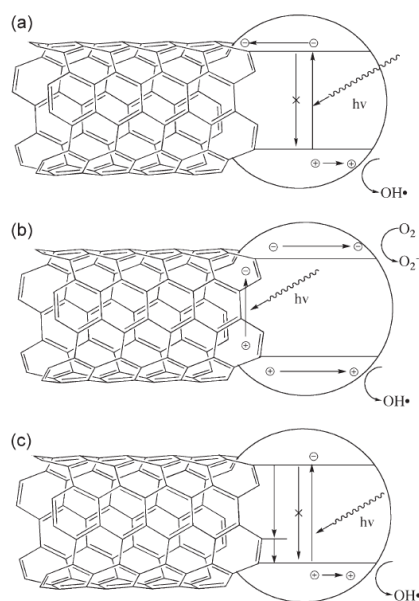 (a)
⊖ ⊖
hν
⊕ ⊕
OH•
(b)
O₂
⊖ ⊖
O₂⁻
hν
⊕
⊕ ⊕
OH•
(c)
⊖
hν
⊕ ⊕
OH•